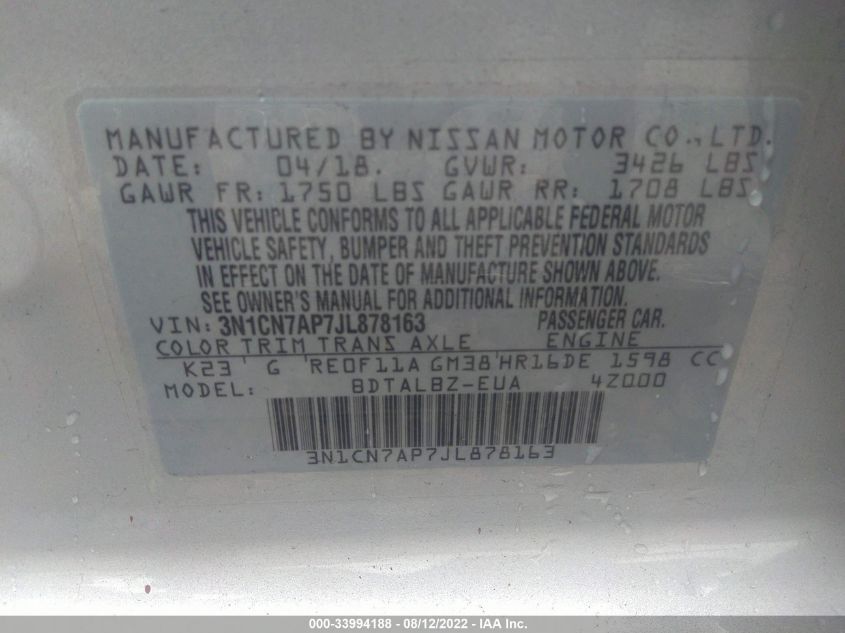 MANUFACTURED BY NISSAN MOTOR CO., LTD.
DATE: 04/18. GVWR: 3426 LBS
GAWR FR: 1750 LBS GAWR RR: 1708 LBS
THIS VEHICLE CONFORMS TO ALL APPLICABLE FEDERAL MOTOR
VEHICLE SAFETY, BUMPER AND THEFT PREVENTION STANDARDS
IN EFFECT ON THE DATE OF MANUFACTURE SHOWN ABOVE.
SEE OWNER'S MANUAL FOR ADDITIONAL INFORMATION.
VIN: 3N1CN7AP7JL878163 PASSENGER CAR.
COLOR TRIM TRANS AXLE ENGINE
K23 G RE0F11A GM38 HR16DE 1598 CC
MODEL: BDTALBZ-EUA 4Z000
3N1CN7AP7JL878163
000-33994188 - 08/12/2022 - IAA Inc.